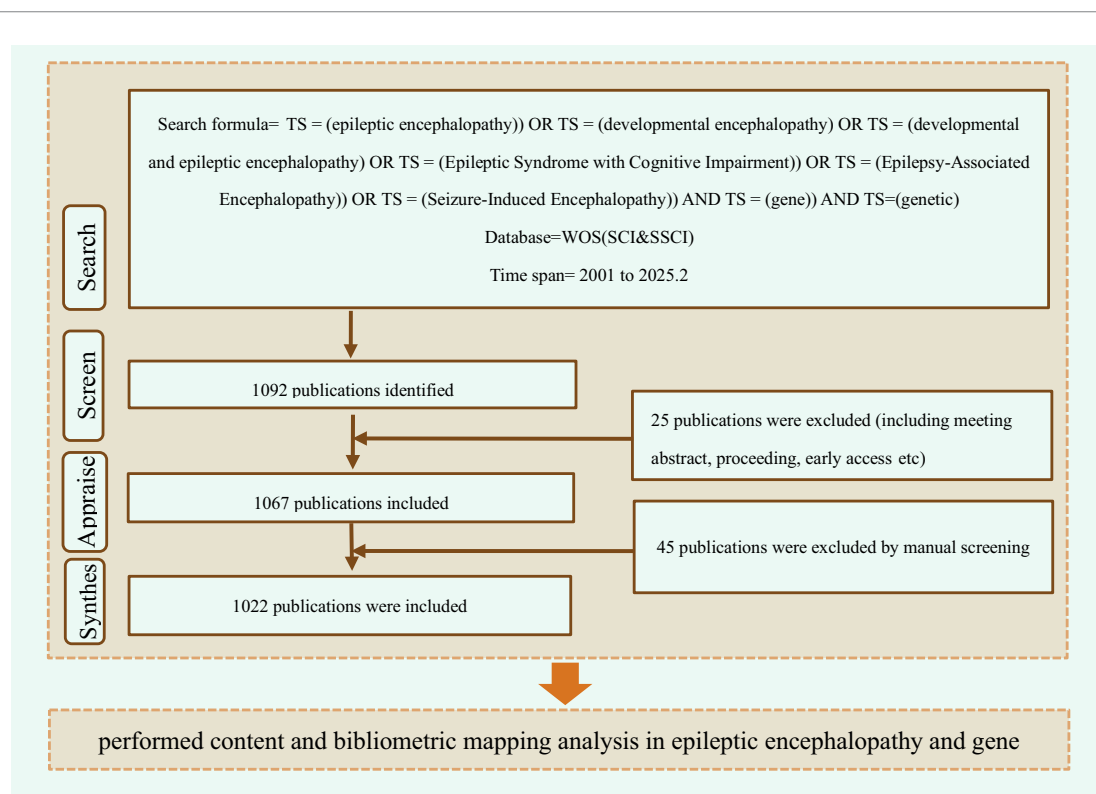 Search formula= TS = (epileptic encephalopathy)) OR TS = (developmental encephalopathy) OR TS = (developmental
and epileptic encephalopathy) OR TS = (Epileptic Syndrome with Cognitive Impairment)) OR TS = (Epilepsy-Associated
Encephalopathy)) OR TS = (Seizure-Induced Encephalopathy)) AND TS = (gene)) AND TS=(genetic)
Database=WOS(SCI&SSCI)
Time span= 2001 to 2025.2
Search
Screen
1092 publications identified
25 publications were excluded (including meeting
abstract, proceeding, early access etc)
Appraise
1067 publications included
45 publications were excluded by manual screening
Synthes
1022 publications were included
performed content and bibliometric mapping analysis in epileptic encephalopathy and gene